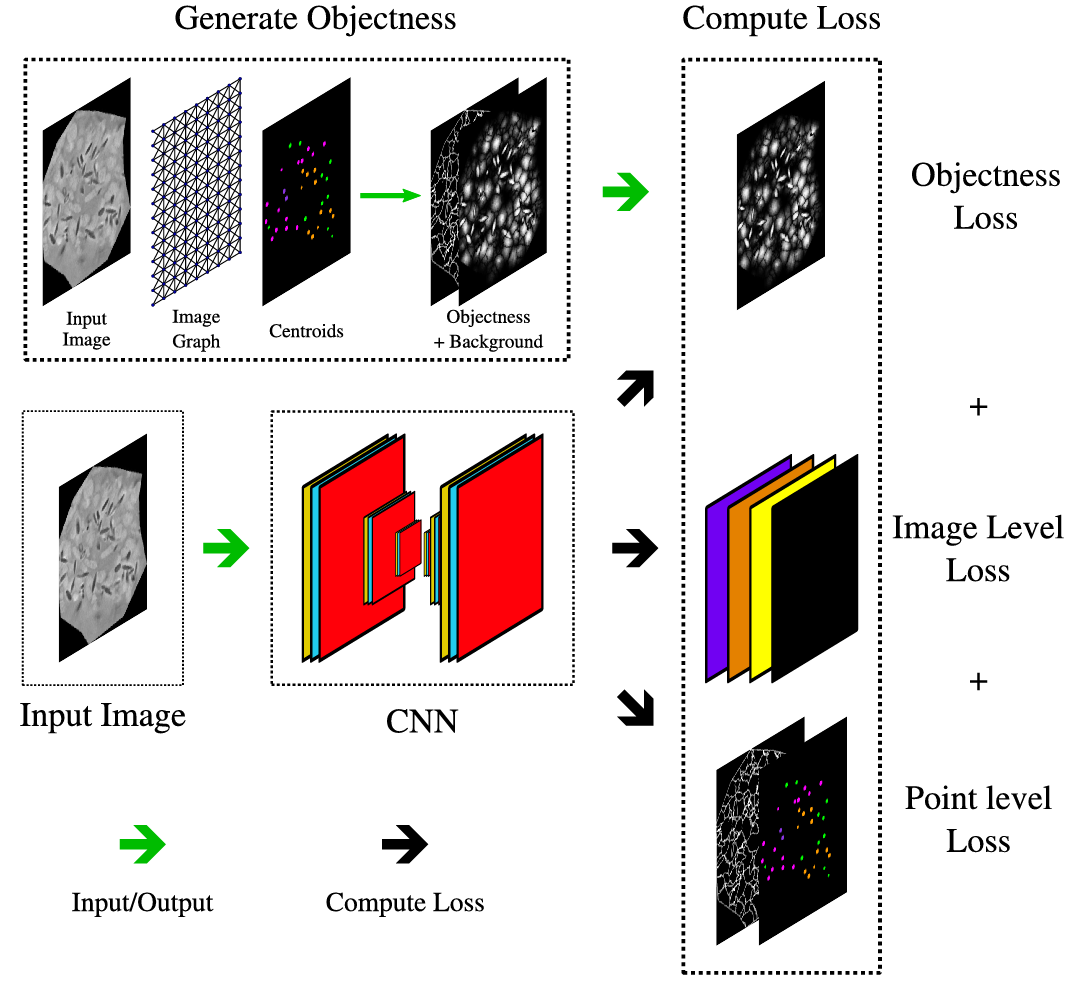 Generate Objectness
Compute Loss
Input
Image
Image
Graph
Centroids
Objectness
+ Background
Objectness
Loss
+
Image Level
Loss
+
Input Image
CNN
Point level
Loss
Input/Output
Compute Loss